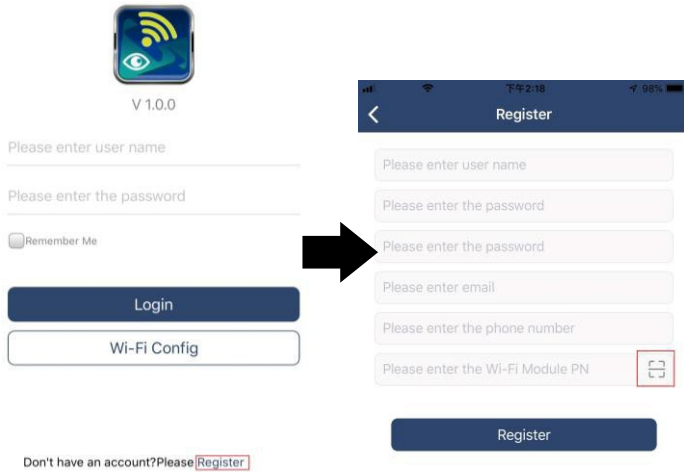 V 1.0.0
Please enter user name
Please enter the password
Remember Me
Login
Wi-Fi Config
Don't have an account?Please Register
下午2:18
98%
Register
Please enter user name
Please enter the password
Please enter the password
Please enter email
Please enter the phone number
Please enter the Wi-Fi Module PN
Register